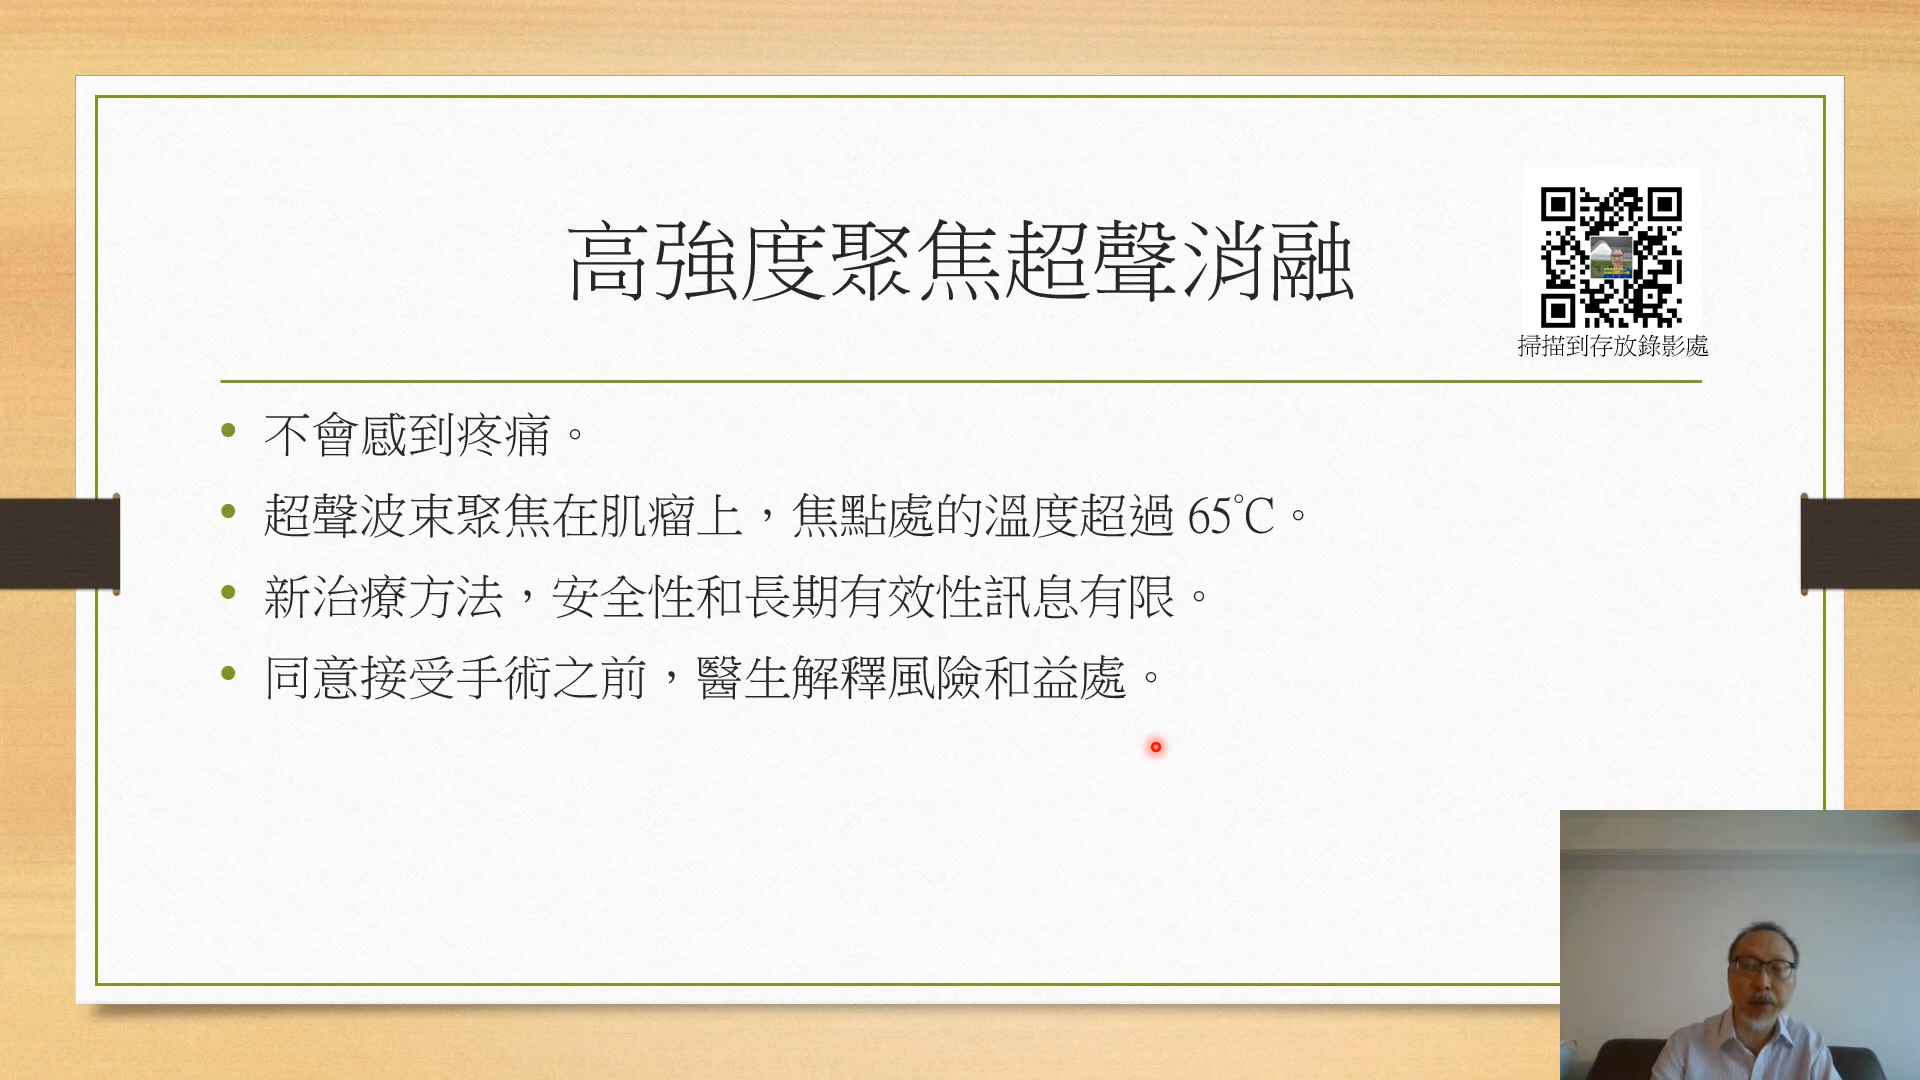 高強度聚焦超聲消融
掃描到存放錄影處
不會感到疼痛。
超聲波束聚焦在肌瘤上，焦點處的溫度超過 65℃。
新治療方法，安全性和長期有效性訊息有限。
同意接受手術之前，醫生解釋風險和益處。